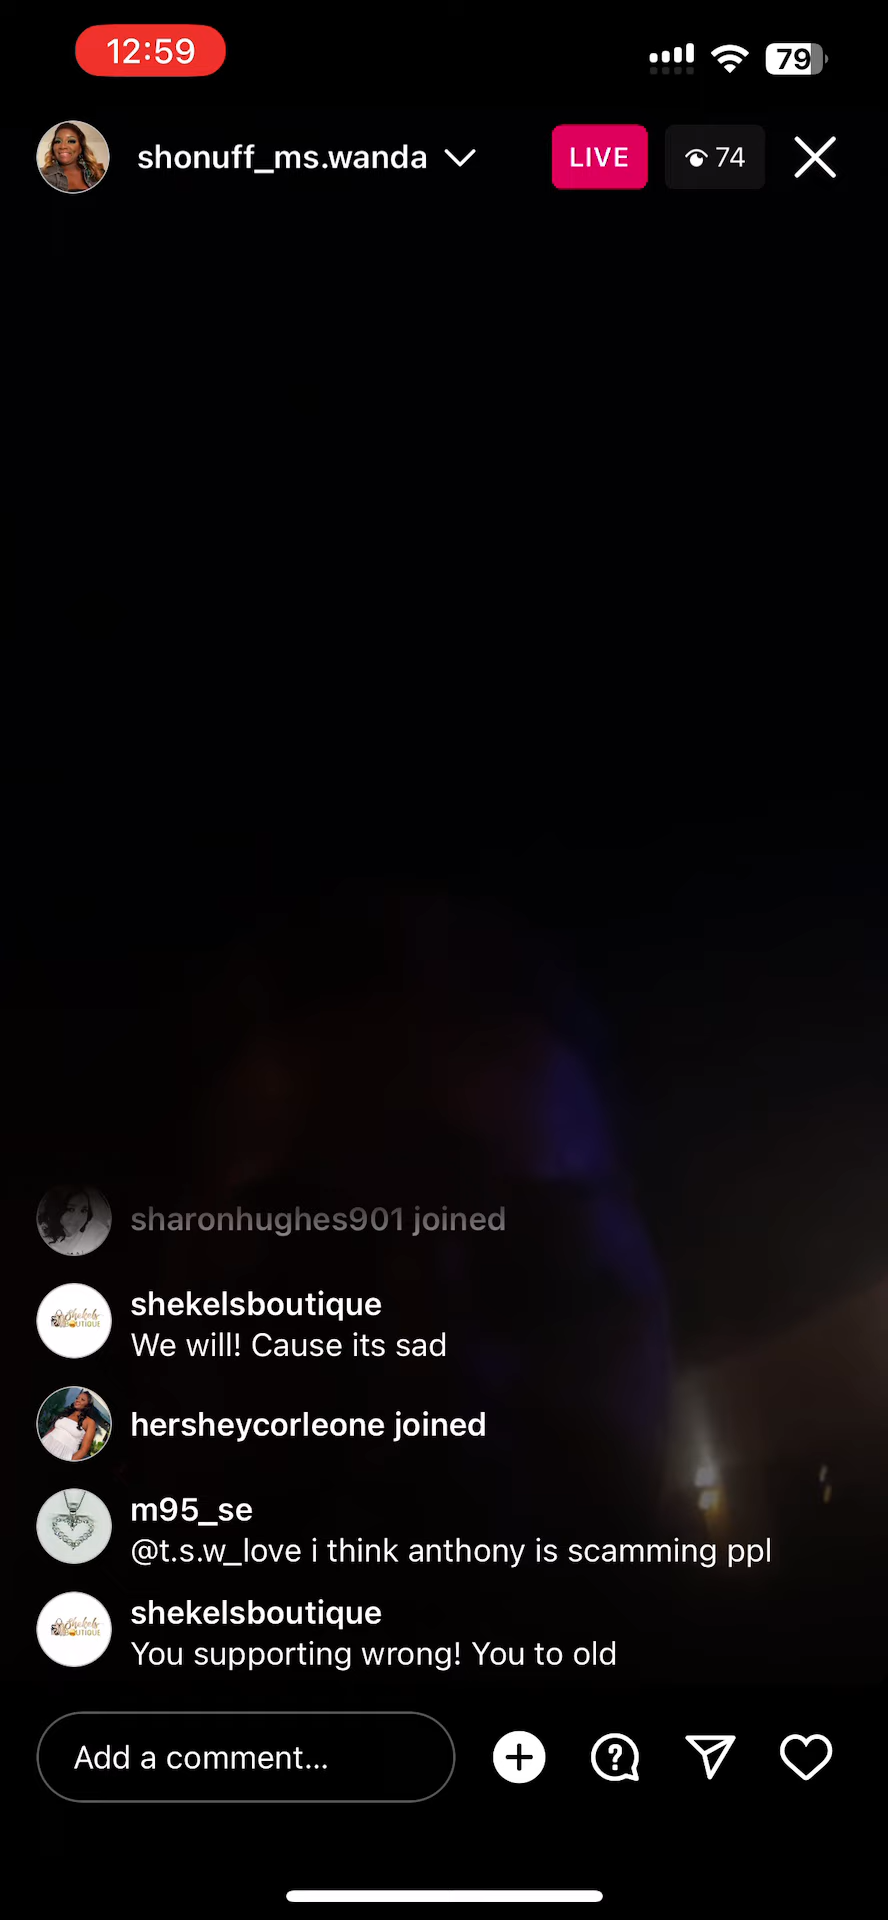 12:59
79
shonuff_ms.wanda
LIVE
74
sharonhughes901 joined
shekelsboutique
We will! Cause its sad
hersheycorleone joined
m95_se
@t.s.w_love i think anthony is scamming ppl
shekelsboutique
You supporting wrong! You to old
Add a comment...